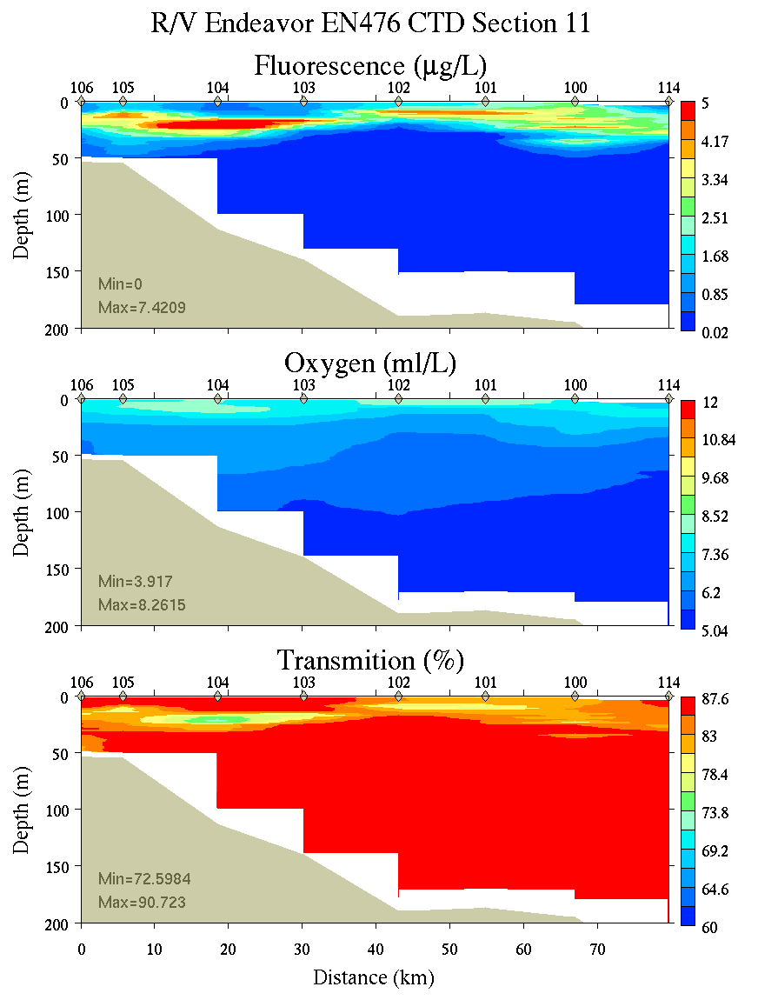 R/V Endeavor EN476 CTD Section 11
Fluorescence (μg/L)
106 105 104 103 102 101 100 114
0
50
100
150
200
Depth (m)
Min=0
Max=7.4209
5
4.17
3.34
2.51
1.68
0.85
0.02
Oxygen (ml/L)
106 105 104 103 102 101 100 114
0
50
100
150
200
Depth (m)
Min=3.917
Max=8.2615
12
10.84
9.68
8.52
7.36
6.2
5.04
Transmition (%)
106 105 104 103 102 101 100 114
0
50
100
150
200
Depth (m)
Min=72.5984
Max=90.723
87.6
83
78.4
73.8
69.2
64.6
60
0 10 20 30 40 50 60 70
Distance (km)